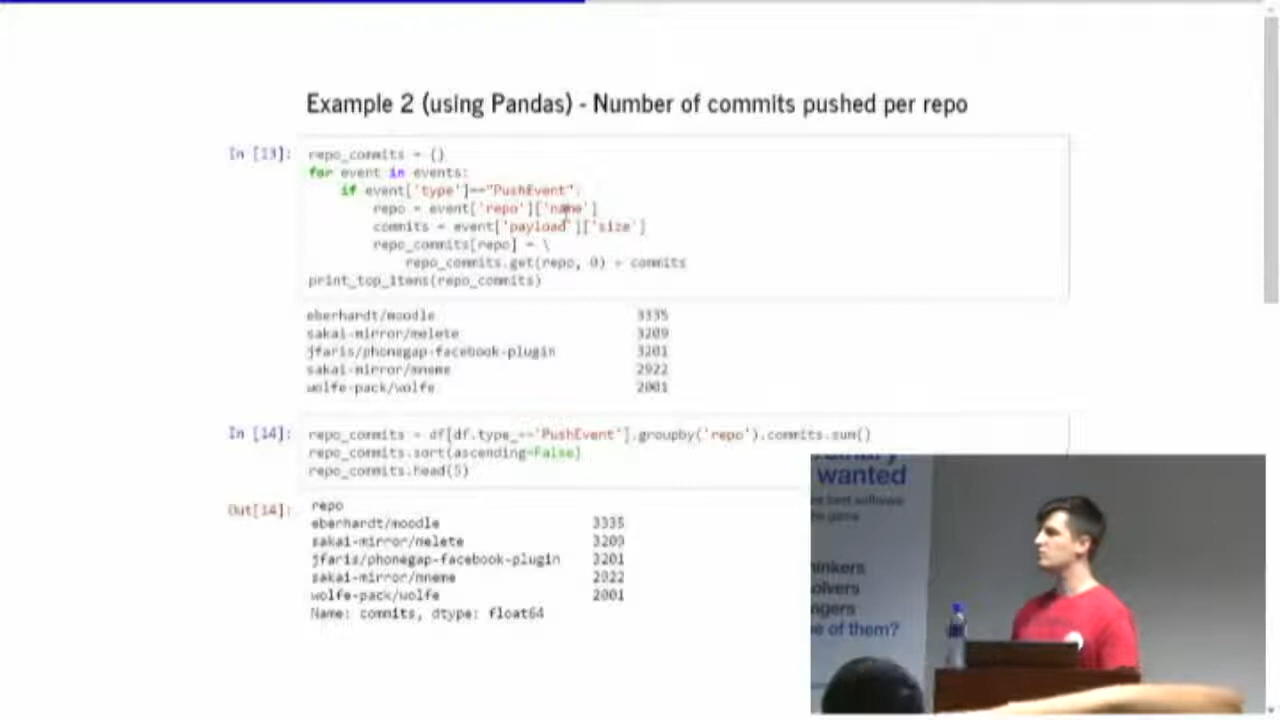 Example 2 (using Pandas) - Number of commits pushed per repo
In [13]:
repo_commits = {}
for event in events:
if event['type']=="PushEvent":
repo = event['repo']['name']
commits = event['payload']['size']
repo_commits[repo] = \
repo_commits.get(repo, 0) + commits
print_top_items(repo_commits)
eberhardt/moodle 3335
sakai-mirror/melete 3209
jfaris/phonegap-facebook-plugin 3201
sakai-mirror/mneme 2922
wolfe-pack/wolfe 2001
In [14]:
repo_commits = df[df.type_=='PushEvent'].groupby('repo').commits.sum()
repo_commits.sort(ascending=False)
repo_commits.head(5)
Out[14]:
repo
eberhardt/moodle 3335
sakai-mirror/melete 3209
jfaris/phonegap-facebook-plugin 3201
sakai-mirror/mneme 2922
wolfe-pack/wolfe 2001
Name: commits, dtype: float64
wanted
best software
game
inkers
olvers
ngers
of them?